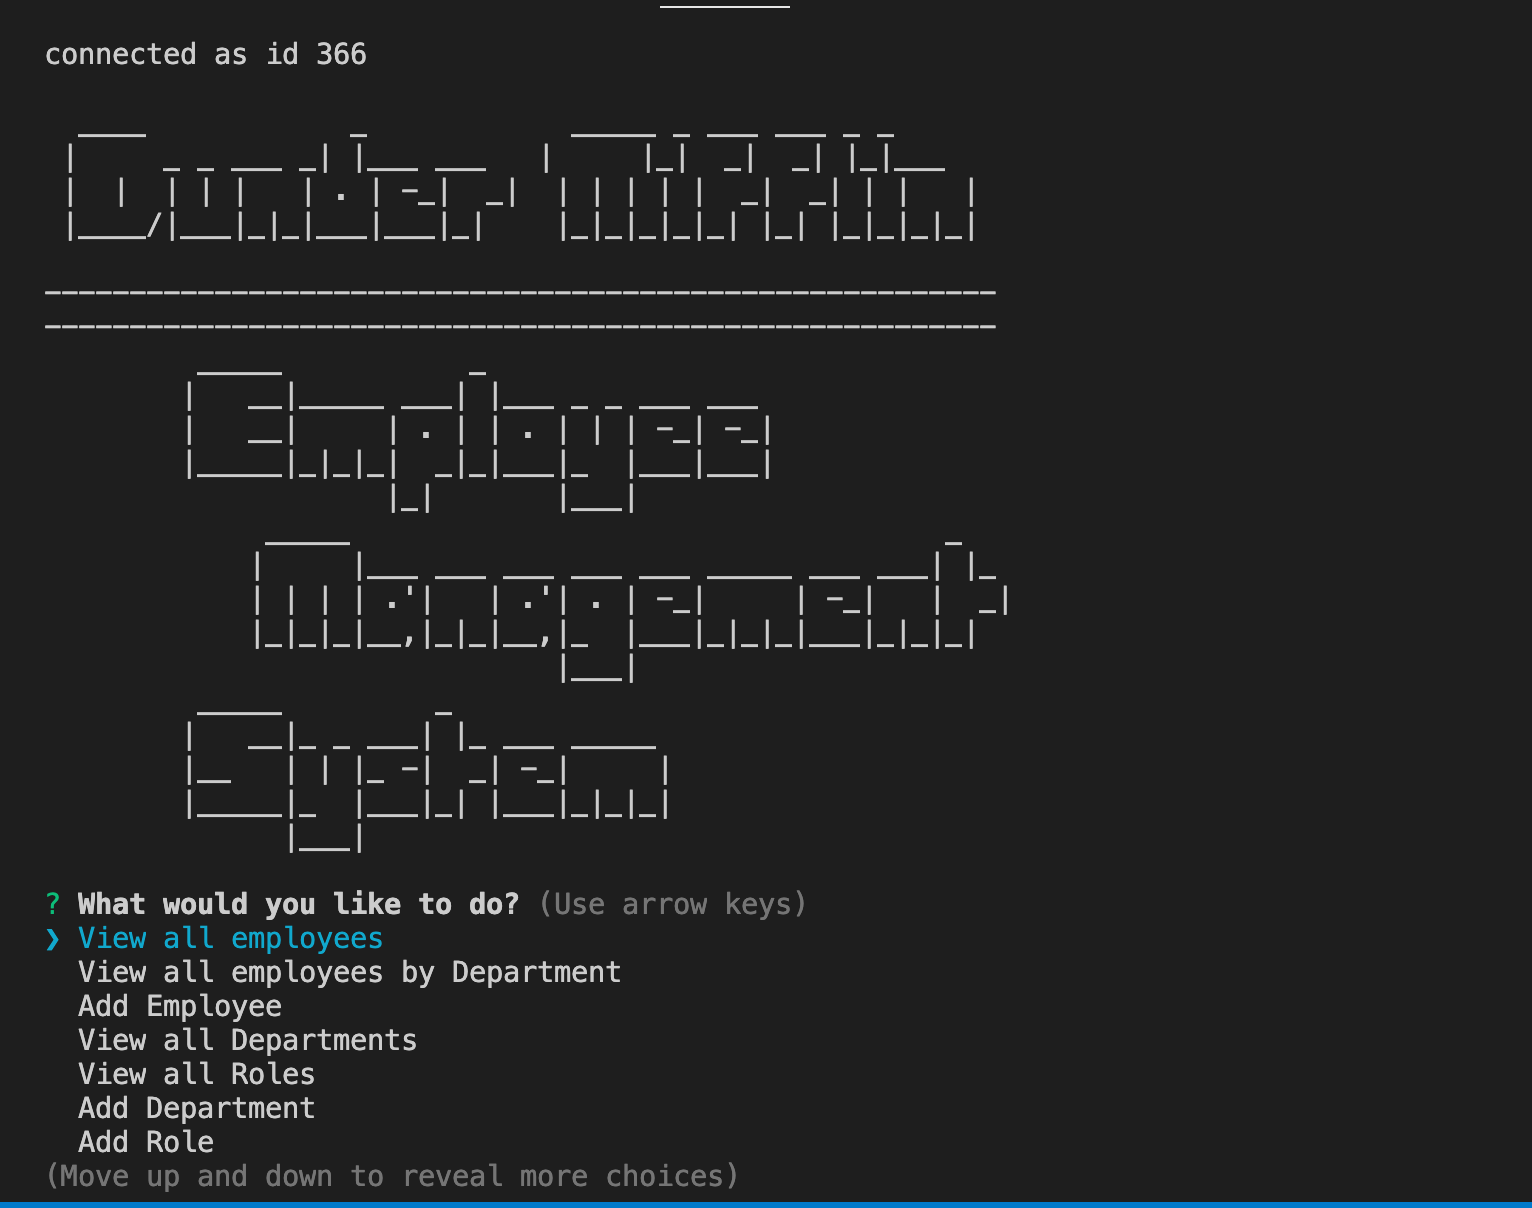 connected as id 366
Dunder Mifflin
Employee
Management
System
? What would you like to do? (Use arrow keys)
❯ View all employees
View all employees by Department
Add Employee
View all Departments
View all Roles
Add Department
Add Role
(Move up and down to reveal more choices)